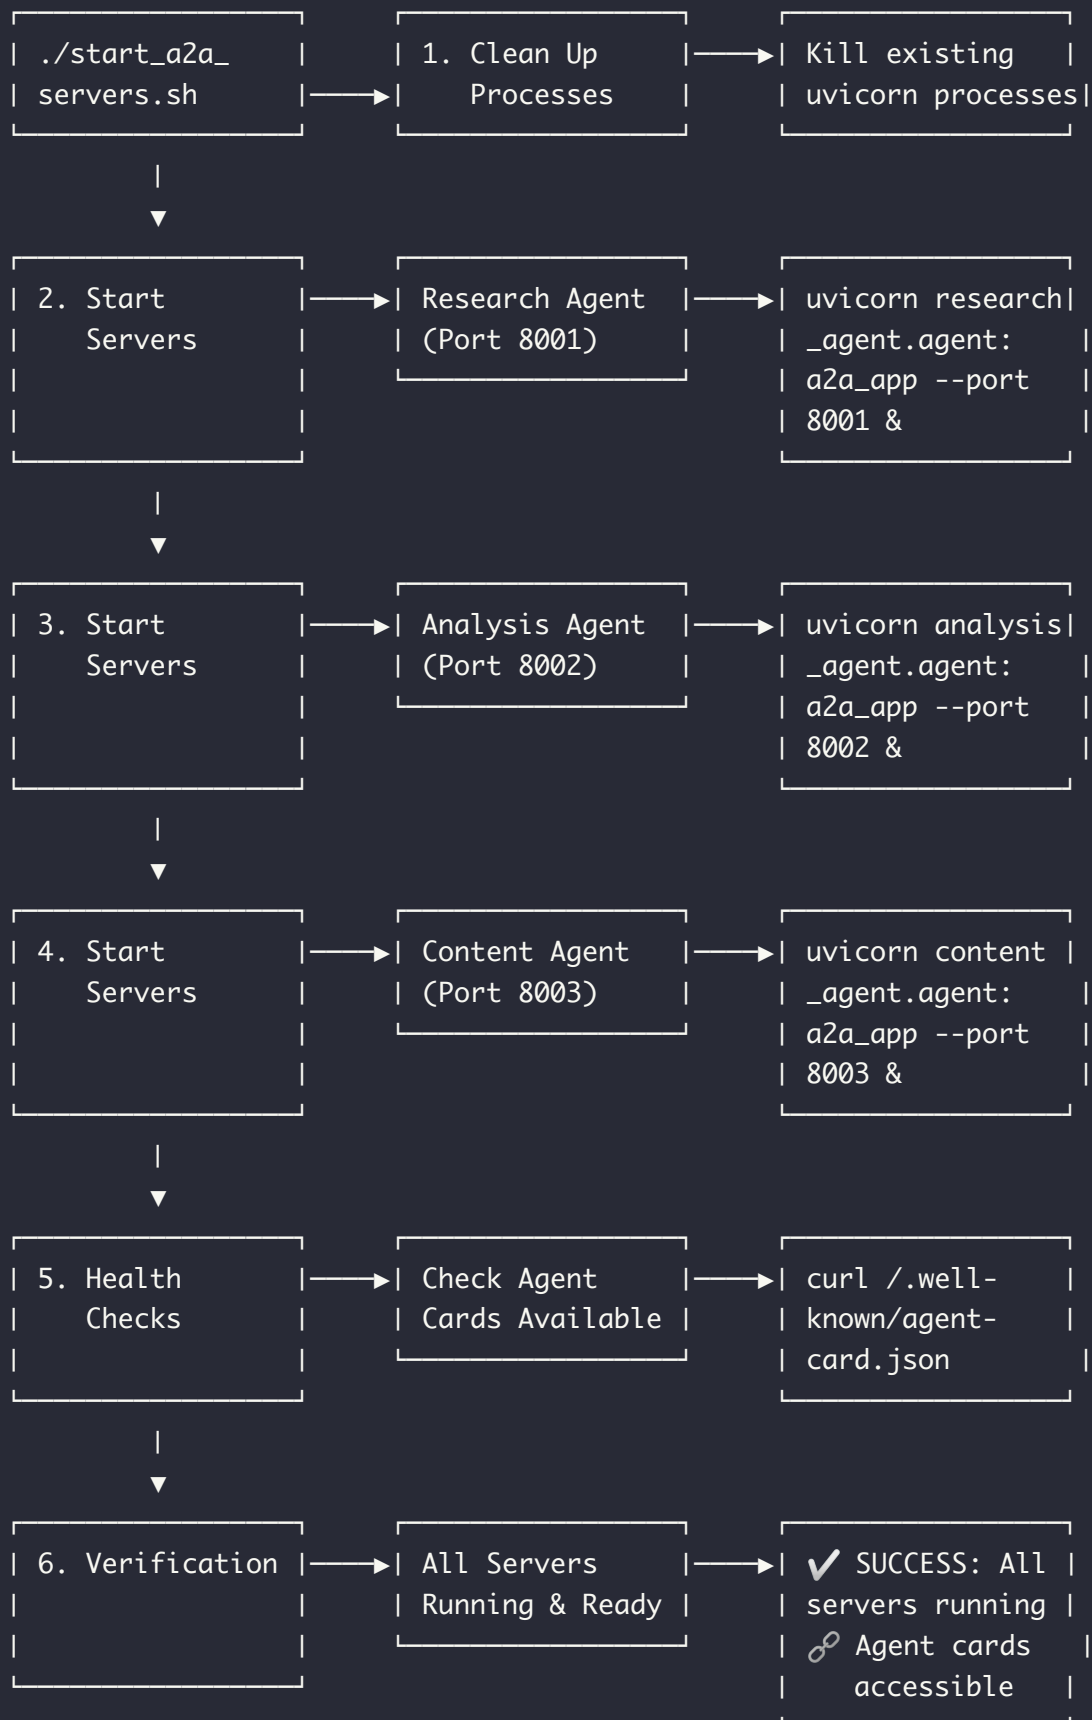 ./start_a2a_
servers.sh
1. Clean Up
Processes
Kill existing
uvicorn processes
2. Start
Servers
Research Agent
(Port 8001)
uvicorn research
_agent.agent:
a2a_app --port
8001 &
3. Start
Servers
Analysis Agent
(Port 8002)
uvicorn analysis
_agent.agent:
a2a_app --port
8002 &
4. Start
Servers
Content Agent
(Port 8003)
uvicorn content
_agent.agent:
a2a_app --port
8003 &
5. Health
Checks
Check Agent
Cards Available
curl /.well-
known/agent-
card.json
6. Verification
All Servers
Running & Ready
✔️ SUCCESS: All
servers running
🔗 Agent cards
accessible